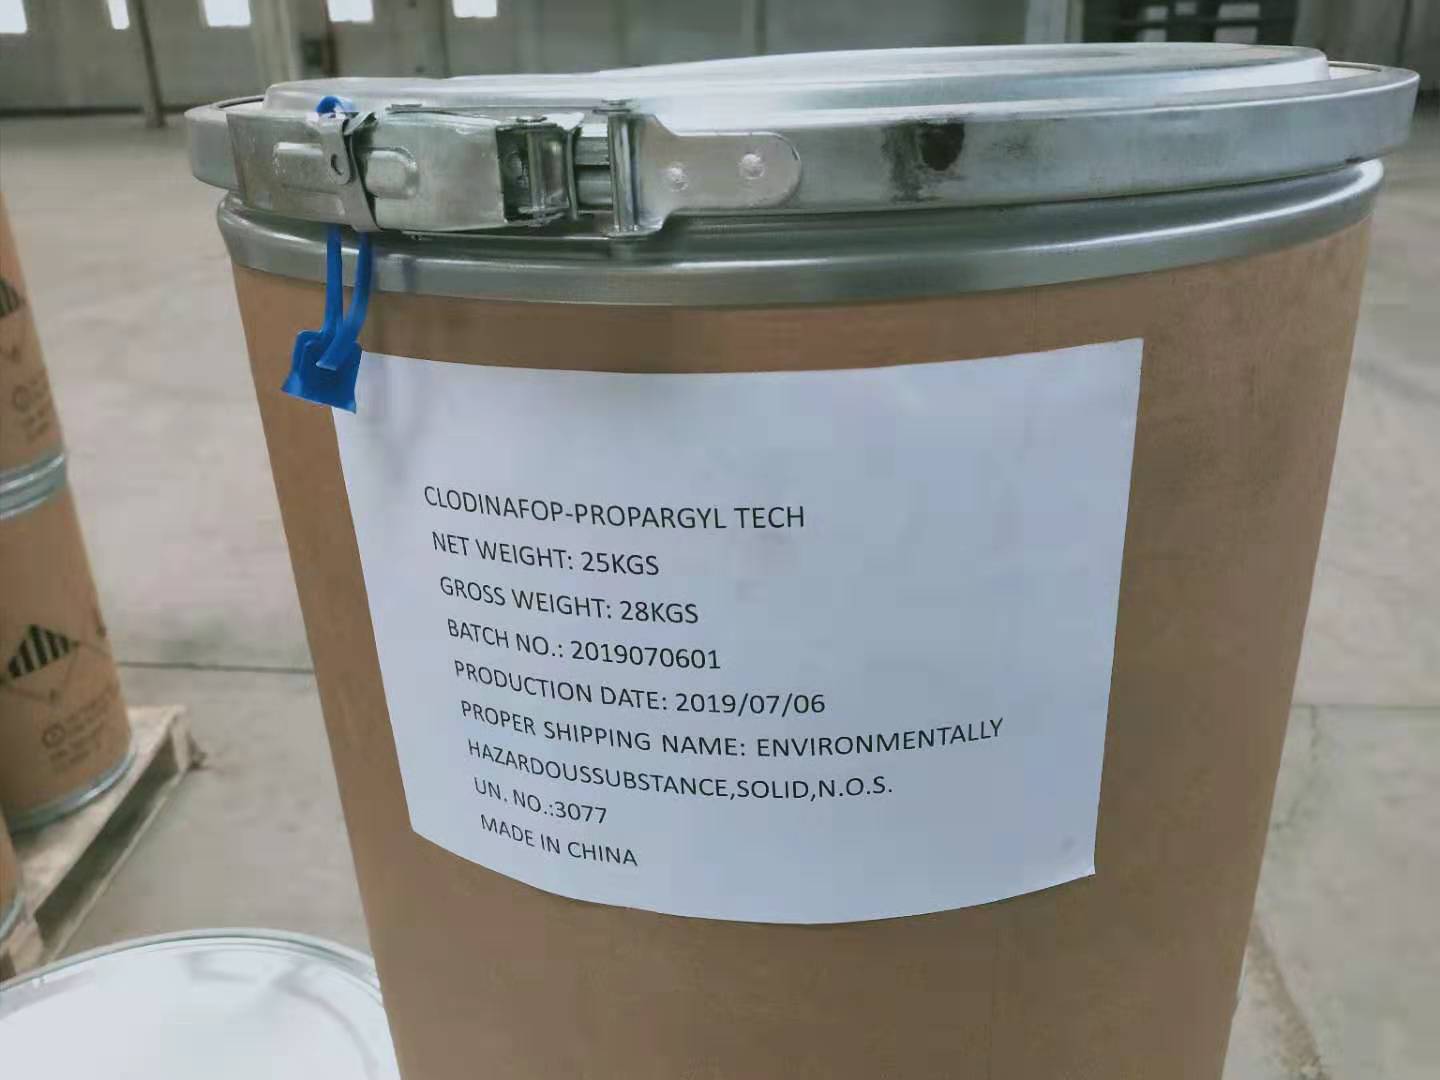 CLODINAFOP-PROPARGYL TECH
NET WEIGHT: 25KGS
GROSS WEIGHT: 28KGS
BATCH NO.: 2019070601
PRODUCTION DATE: 2019/07/06
PROPER SHIPPING NAME: ENVIRONMENTALLY
HAZARDOUSSUBSTANCE,SOLID,N.O.S.
UN. NO.:3077
MADE IN CHINA